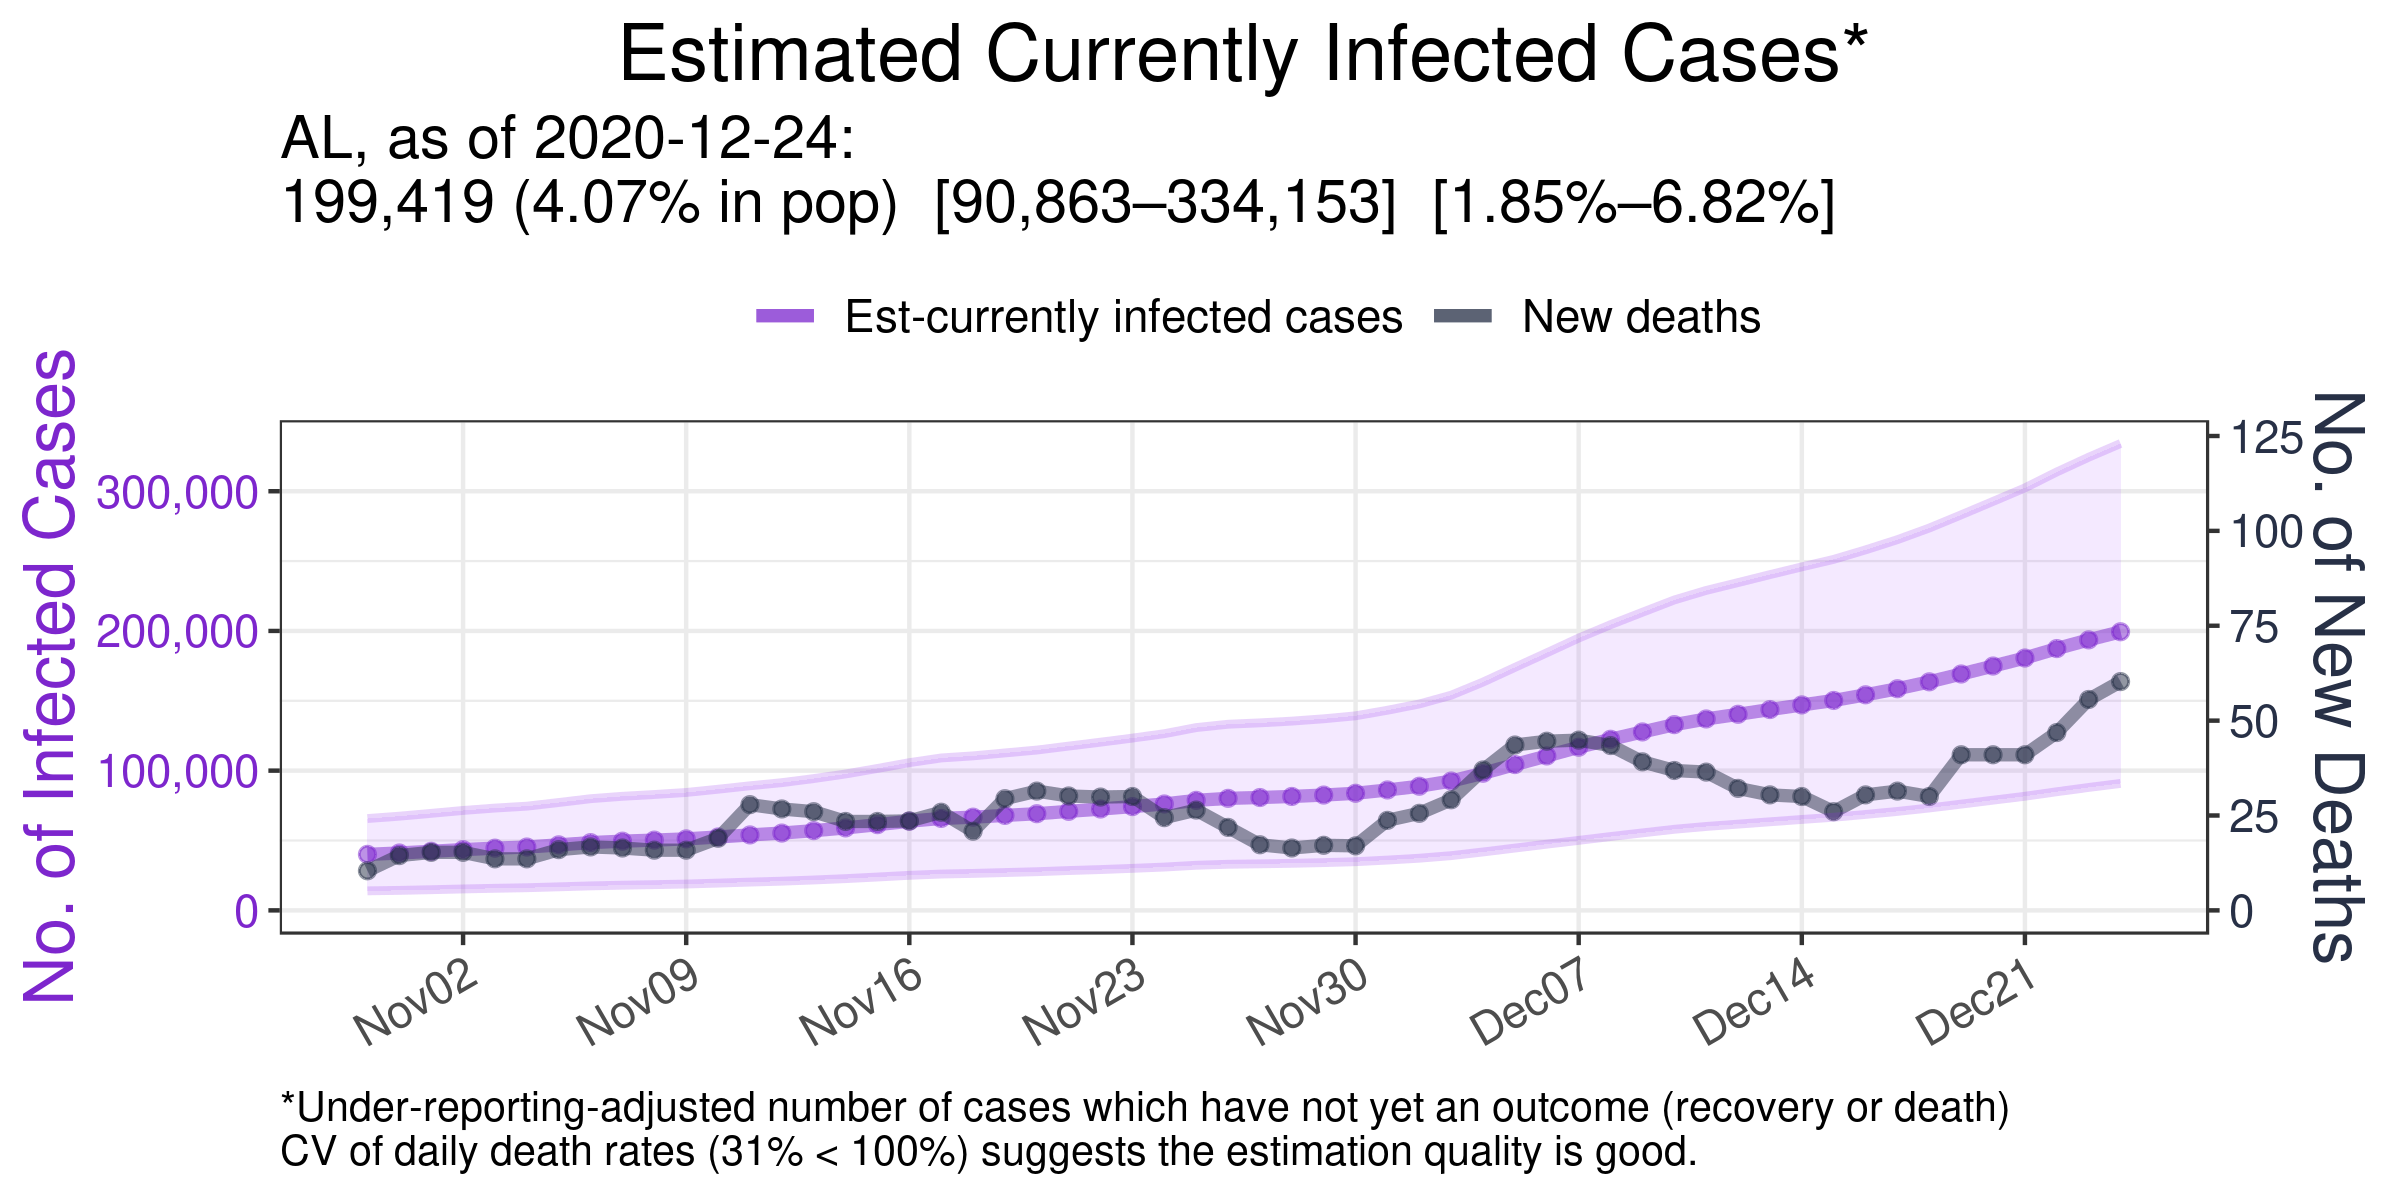 Estimated Currently Infected Cases*
AL, as of 2020-12-24:
199,419 (4.07% in pop)  [90,863–334,153]  [1.85%–6.82%]
Est-currently infected cases
New deaths
No. of Infected Cases
300,000
200,000
100,000
0
125
100
75
50
25
0
No. of New Deaths
Nov02
Nov09
Nov16
Nov23
Nov30
Dec07
Dec14
Dec21
*Under-reporting-adjusted number of cases which have not yet an outcome (recovery or death)
CV of daily death rates (31% < 100%) suggests the estimation quality is good.